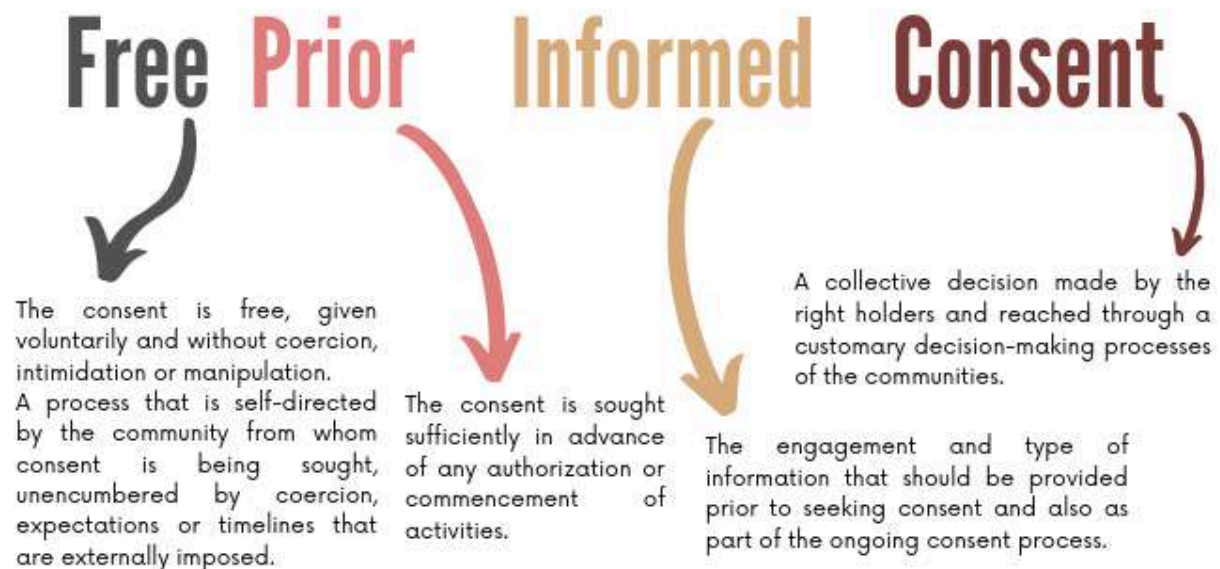 Free Prior Informed Consent
The consent is free, given
voluntarily and without coercion,
intimidation or manipulation.
A process that is self-directed
by the community from whom
consent is being sought,
unencumbered by coercion,
expectations or timelines that
are externally imposed.
The consent is sought
sufficiently in advance
of any authorization or
commencement of
activities.
The engagement and type of
information that should be provided
prior to seeking consent and also as
part of the ongoing consent process.
A collective decision made by the
right holders and reached through a
customary decision-making processes
of the communities.